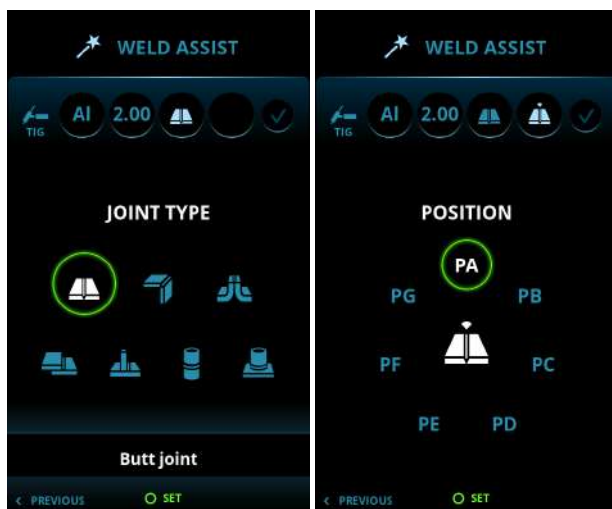 WELD ASSIST
TIG Al 2.00
JOINT TYPE
Butt joint
< PREVIOUS SET
WELD ASSIST
TIG Al 2.00
POSITION
PA
PG PB
PF PC
PE PD
< PREVIOUS SET